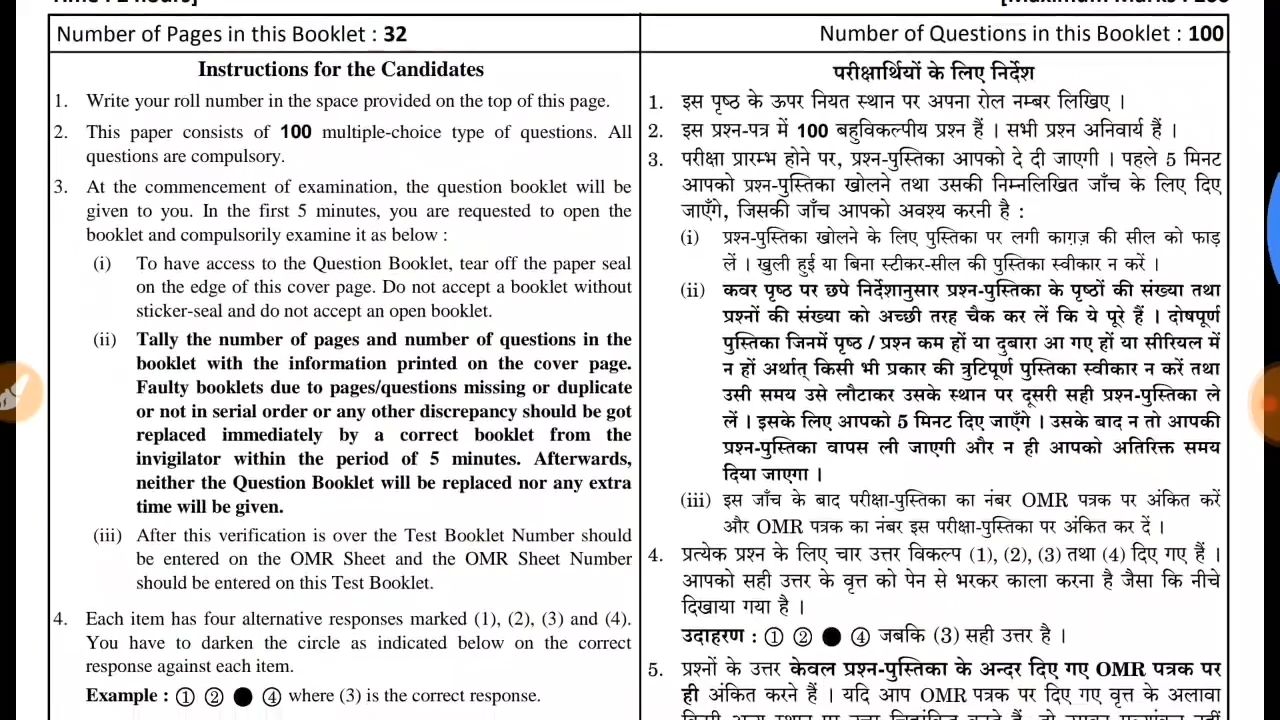 Number of Pages in this Booklet : 32
Number of Questions in this Booklet : 100
Instructions for the Candidates
1. Write your roll number in the space provided on the top of this page.
2. This paper consists of 100 multiple-choice type of questions. All
questions are compulsory.
3. At the commencement of examination, the question booklet will be
given to you. In the first 5 minutes, you are requested to open the
booklet and compulsorily examine it as below :
(i) To have access to the Question Booklet, tear off the paper seal
on the edge of this cover page. Do not accept a booklet without
sticker-seal and do not accept an open booklet.
(ii) Tally the number of pages and number of questions in the
booklet with the information printed on the cover page.
Faulty booklets due to pages/questions missing or duplicate
or not in serial order or any other discrepancy should be got
replaced immediately by a correct booklet from the
invigilator within the period of 5 minutes. Afterwards,
neither the Question Booklet will be replaced nor any extra
time will be given.
(iii) After this verification is over the Test Booklet Number should
be entered on the OMR Sheet and the OMR Sheet Number
should be entered on this Test Booklet.
4. Each item has four alternative responses marked (1), (2), (3) and (4).
You have to darken the circle as indicated below on the correct
response against each item.
Example : ① ② ● ④ where (3) is the correct response.
परीक्षार्थियों के लिए निर्देश
1. इस पृष्ठ के ऊपर नियत स्थान पर अपना रोल नम्बर लिखिए ।
2. इस प्रश्न-पत्र में 100 बहुविकल्पीय प्रश्न हैं । सभी प्रश्न अनिवार्य हैं ।
3. परीक्षा प्रारम्भ होने पर, प्रश्न-पुस्तिका आपको दे दी जाएगी । पहले 5 मिनट
आपको प्रश्न-पुस्तिका खोलने तथा उसकी निम्नलिखित जाँच के लिए दिए
जाएँगे, जिसकी जाँच आपको अवश्य करनी है :
(i) प्रश्न-पुस्तिका खोलने के लिए पुस्तिका पर लगी काग़ज़ की सील को फाड़
लें । खुली हुई या बिना स्टीकर-सील की पुस्तिका स्वीकार न करें ।
(ii) कवर पृष्ठ पर छपे निर्देशानुसार प्रश्न-पुस्तिका के पृष्ठों की संख्या तथा
प्रश्नों की संख्या को अच्छी तरह चैक कर लें कि ये पूरे हैं । दोषपूर्ण
पुस्तिका जिनमें पृष्ठ / प्रश्न कम हों या दुबारा आ गए हों या सीरियल में
न हों अर्थात् किसी भी प्रकार की त्रुटिपूर्ण पुस्तिका स्वीकार न करें तथा
उसी समय उसे लौटाकर उसके स्थान पर दूसरी सही प्रश्न-पुस्तिका ले
लें । इसके लिए आपको 5 मिनट दिए जाएँगे । उसके बाद न तो आपकी
प्रश्न-पुस्तिका वापस ली जाएगी और न ही आपको अतिरिक्त समय
दिया जाएगा ।
(iii) इस जाँच के बाद परीक्षा-पुस्तिका का नंबर OMR पत्रक पर अंकित करें
और OMR पत्रक का नंबर इस परीक्षा-पुस्तिका पर अंकित कर दें ।
4. प्रत्येक प्रश्न के लिए चार उत्तर विकल्प (1), (2), (3) तथा (4) दिए गए हैं ।
आपको सही उत्तर के वृत्त को पेन से भरकर काला करना है जैसा कि नीचे
दिखाया गया है ।
उदाहरण : ① ② ● ④ जबकि (3) सही उत्तर है ।
5. प्रश्नों के उत्तर केवल प्रश्न-पुस्तिका के अन्दर दिए गए OMR पत्रक पर
ही अंकित करने हैं । यदि आप OMR पत्रक पर दिए गए वृत्त के अलावा